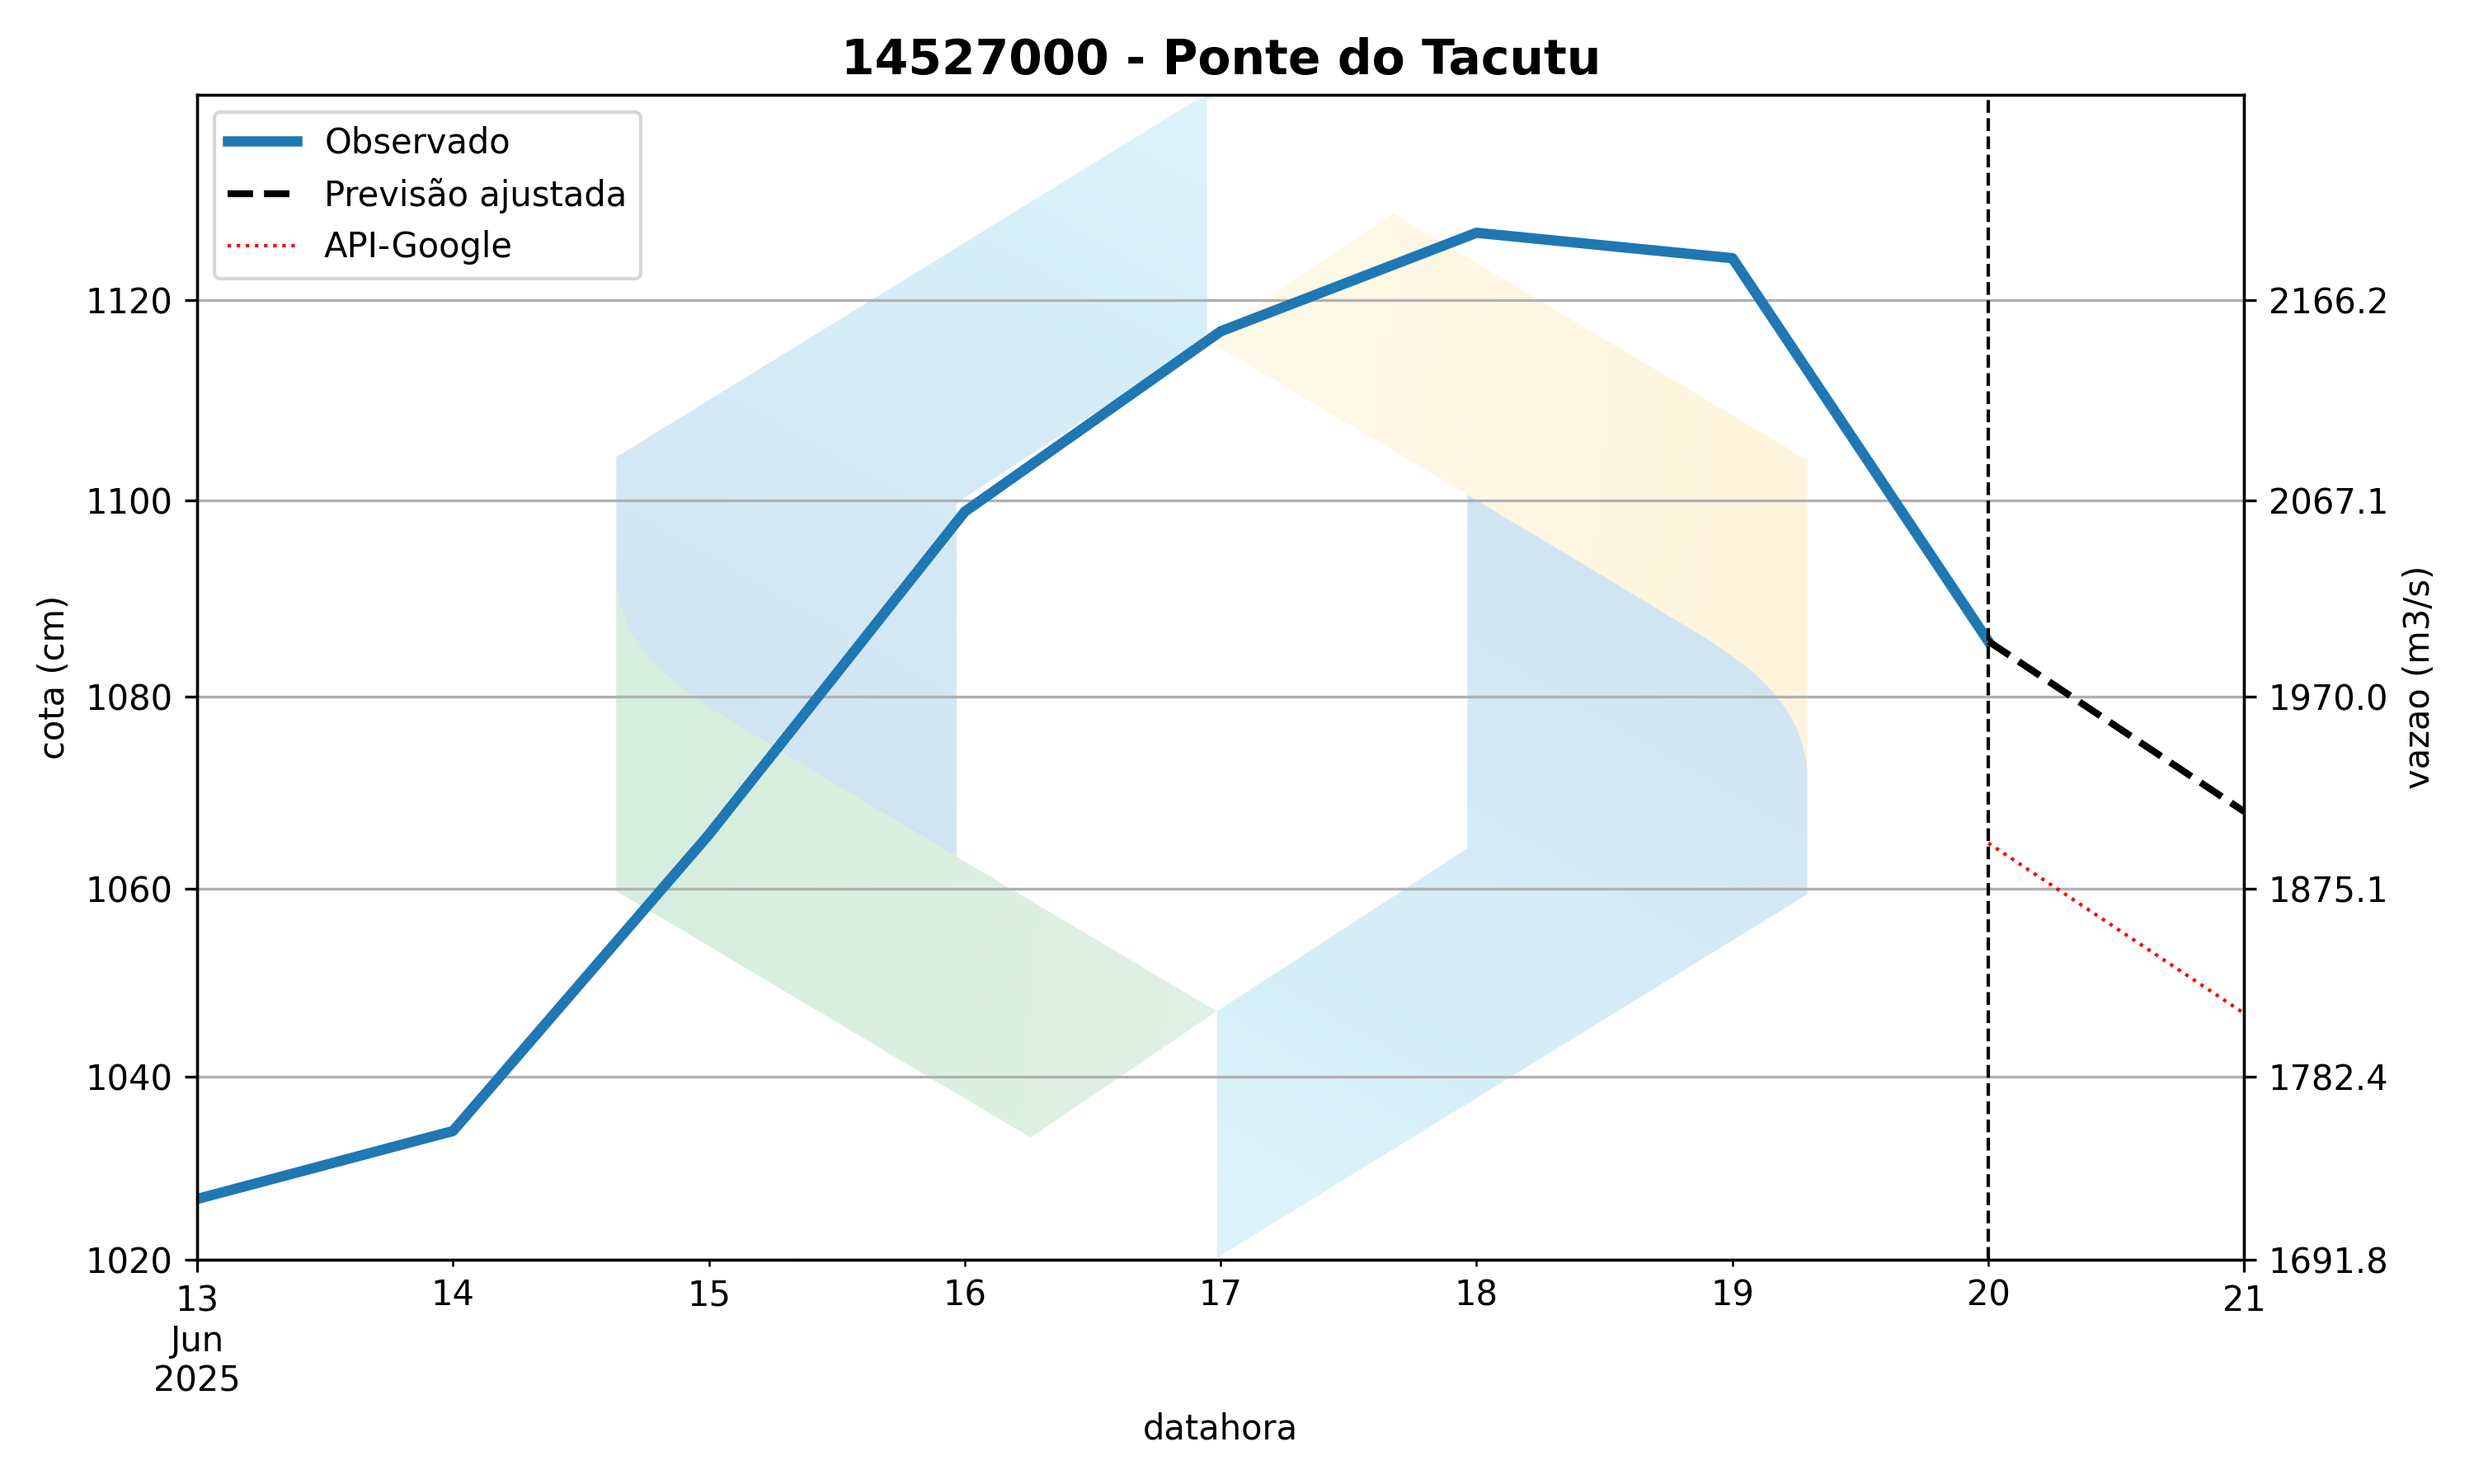 14527000 - Ponte do Tacutu
Observado
Previsão ajustada
API-Google
1120
1100
1080
1060
1040
1020
cota (cm)
2166.2
2067.1
1970.0
1875.1
1782.4
1691.8
vazao (m3/s)
13 14 15 16 17 18 19 20 21
Jun
2025
datahora